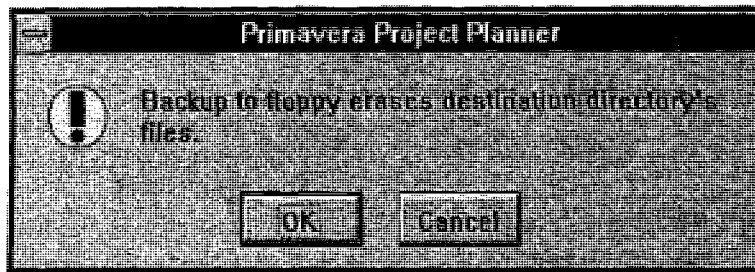 Primavera Project Planner
Backup to floppy erases destination directory's
files.
OK
Cancel